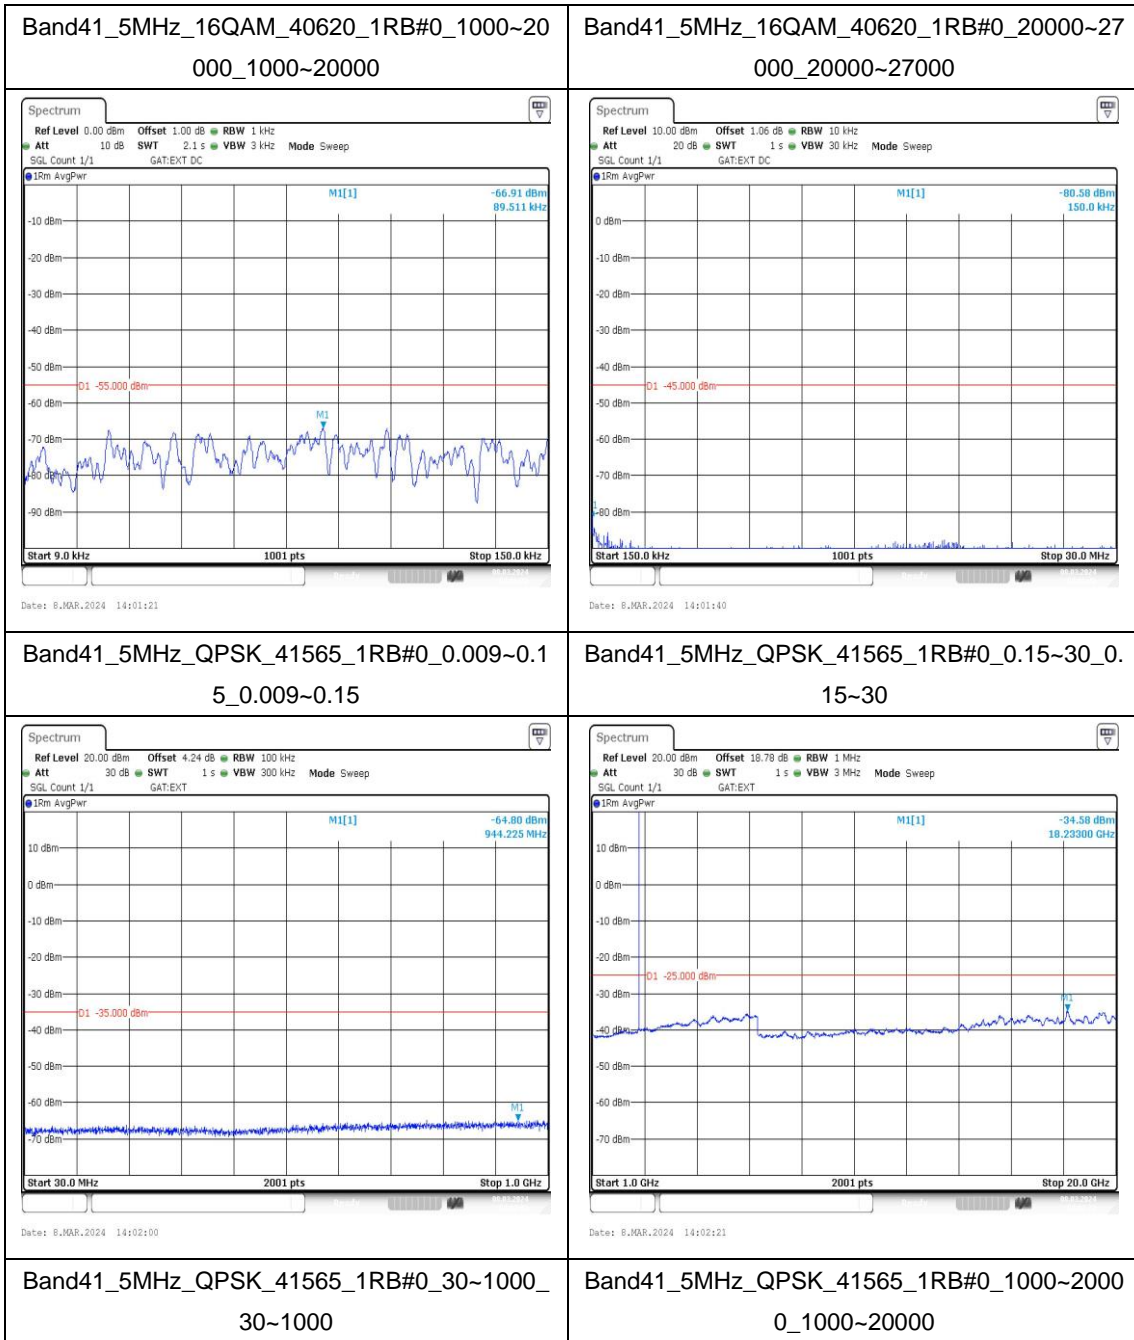 Band41_5MHz_16QAM_40620_1RB#0_1000~20
000_1000~20000
Band41_5MHz_16QAM_40620_1RB#0_20000~27
000_20000~27000
Spectrum
Ref Level 0.00 dBm Offset 1.00 dB RBW 1 kHz
Att 10 dB SWT 2.1 s VBW 3 kHz Mode Sweep
SGL Count 1/1 GAT:EXT DC
1Rm AvgPwr
M1[1] -66.91 dBm
89.511 kHz
-10 dBm
-20 dBm
-30 dBm
-40 dBm
-50 dBm
D1 -55.000 dBm
-60 dBm
M1
-70 dBm
-80 dBm
-90 dBm
Start 9.0 kHz 1001 pts Stop 150.0 kHz
Date: 8.MAR.2024 14:01:21
Spectrum
Ref Level 10.00 dBm Offset 1.06 dB RBW 10 kHz
Att 20 dB SWT 1 s VBW 30 kHz Mode Sweep
SGL Count 1/1 GAT:EXT DC
1Rm AvgPwr
M1[1] -80.58 dBm
150.0 kHz
0 dBm
-10 dBm
-20 dBm
-30 dBm
-40 dBm
D1 -45.000 dBm
-50 dBm
-60 dBm
-70 dBm
-80 dBm
Start 150.0 kHz 1001 pts Stop 30.0 MHz
Date: 8.MAR.2024 14:01:40
Band41_5MHz_QPSK_41565_1RB#0_0.009~0.1
5_0.009~0.15
Band41_5MHz_QPSK_41565_1RB#0_0.15~30_0.
15~30
Spectrum
Ref Level 20.00 dBm Offset 4.24 dB RBW 100 kHz
Att 30 dB SWT 1 s VBW 300 kHz Mode Sweep
SGL Count 1/1 GAT:EXT
1Rm AvgPwr
M1[1] -64.80 dBm
944.225 MHz
10 dBm
0 dBm
-10 dBm
-20 dBm
-30 dBm
D1 -35.000 dBm
-40 dBm
-50 dBm
-60 dBm
M1
-70 dBm
Start 30.0 MHz 2001 pts Stop 1.0 GHz
Date: 8.MAR.2024 14:02:00
Spectrum
Ref Level 20.00 dBm Offset 18.78 dB RBW 1 MHz
Att 30 dB SWT 1 s VBW 3 MHz Mode Sweep
SGL Count 1/1 GAT:EXT
1Rm AvgPwr
M1[1] -34.58 dBm
18.23300 GHz
10 dBm
0 dBm
-10 dBm
-20 dBm
D1 -25.000 dBm
-30 dBm
M1
-40 dBm
-50 dBm
-60 dBm
-70 dBm
Start 1.0 GHz 2001 pts Stop 20.0 GHz
Date: 8.MAR.2024 14:02:21
Band41_5MHz_QPSK_41565_1RB#0_30~1000_
30~1000
Band41_5MHz_QPSK_41565_1RB#0_1000~2000
0_1000~20000